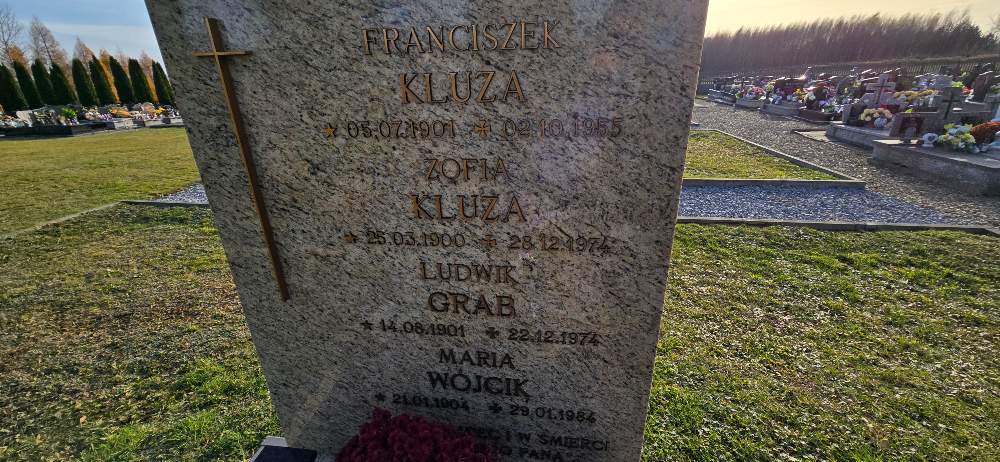 FRANCISZEK
KLUZA
★ 05.07.1901 ✝ 02.10.1955
ZOFIA
KLUZA
★ 25.03.1900 ✝ 28.12.1974
LUDWIK
GRAB
★ 14.08.1901 ✝ 22.12.1974
MARIA
WÓJCIK
★ 21.01.1904 ✝ 29.01.1984
I W ŚMIERCI
PANA